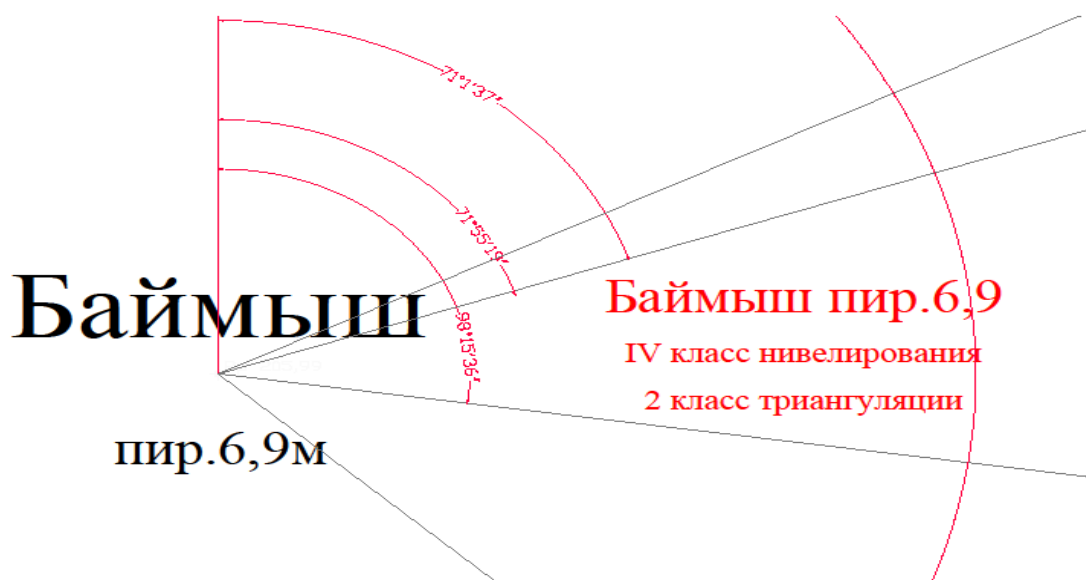 71°1'37"
71°55'19"
98°15'36"
Баймыш
пир.6,9м
Баймыш пир.6,9
IV класс нивелирования
2 класс триангуляции